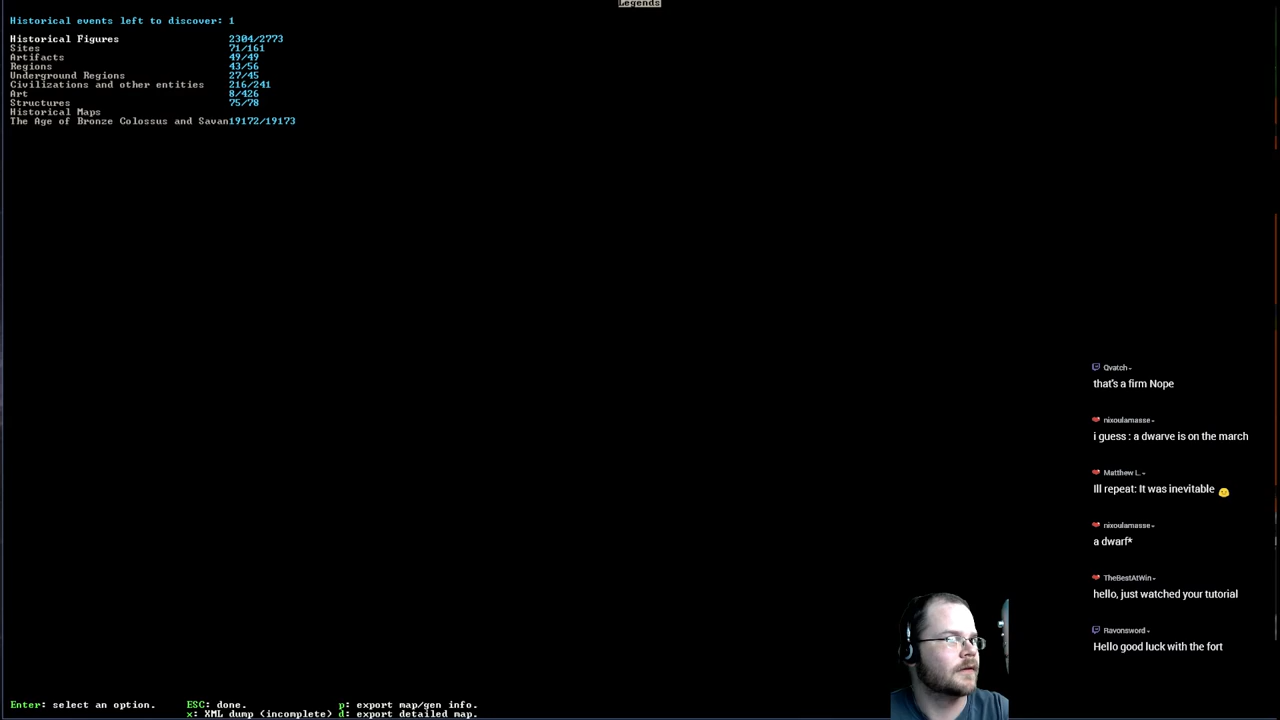 Legends
Historical events left to discover: 1
Historical Figures 2304/2773
Sites 71/161
Artifacts 49/49
Regions 43/56
Underground Regions 27/45
Civilizations and other entities 216/241
Art 8/426
Structures 75/78
Historical Maps
The Age of Bronze Colossus and Savan19172/19173
Qvatch
that's a firm Nope
nixoulamasse
i guess : a dwarve is on the march
Matthew L.
Ill repeat: It was inevitable
nixoulamasse
a dwarf*
TheBestAtWin
hello, just watched your tutorial
Ravonsword
Hello good luck with the fort
Enter: select an option. ESC: done. p: export map/gen info.
x: XML dump (incomplete) d: export detailed map.